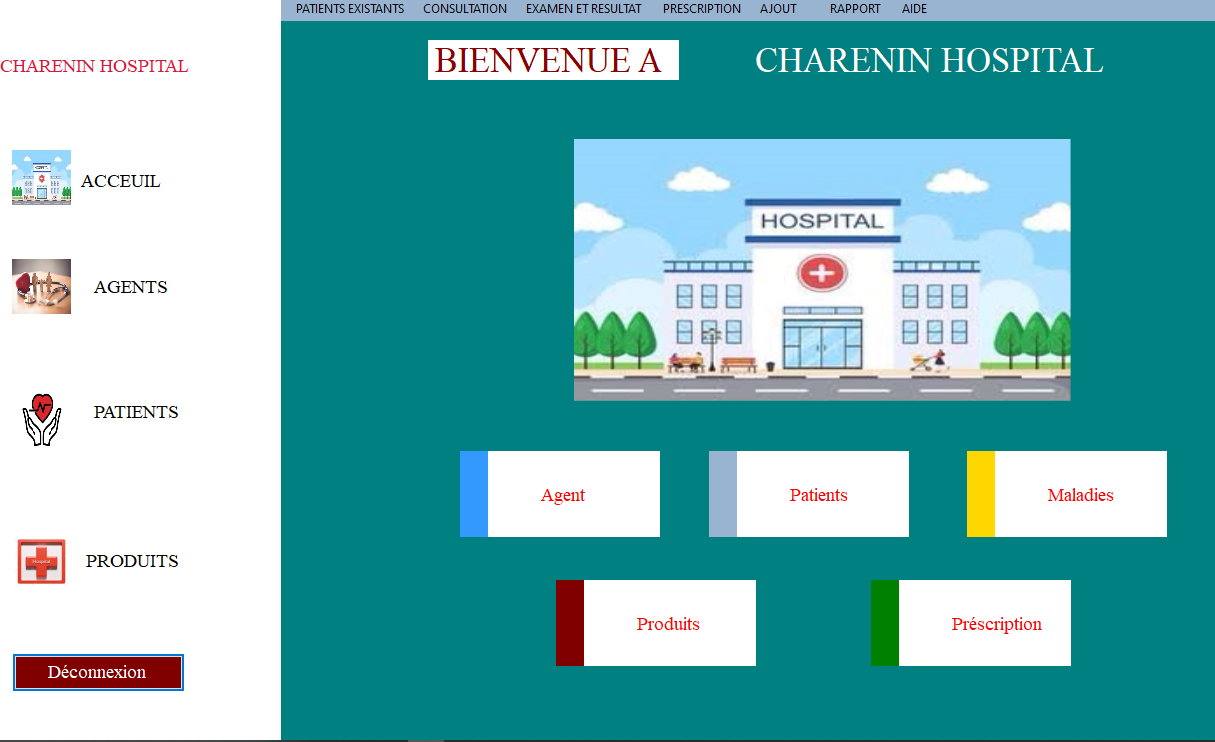 PATIENTS EXISTANTS CONSULTATION EXAMEN ET RESULTAT PRESCRIPTION AJOUT RAPPORT AIDE
CHARENIN HOSPITAL
BIENVENUE A CHARENIN HOSPITAL
ACCEUIL
AGENTS
PATIENTS
PRODUITS
Déconnexion
HOSPITAL
Agent
Patients
Maladies
Produits
Préscription